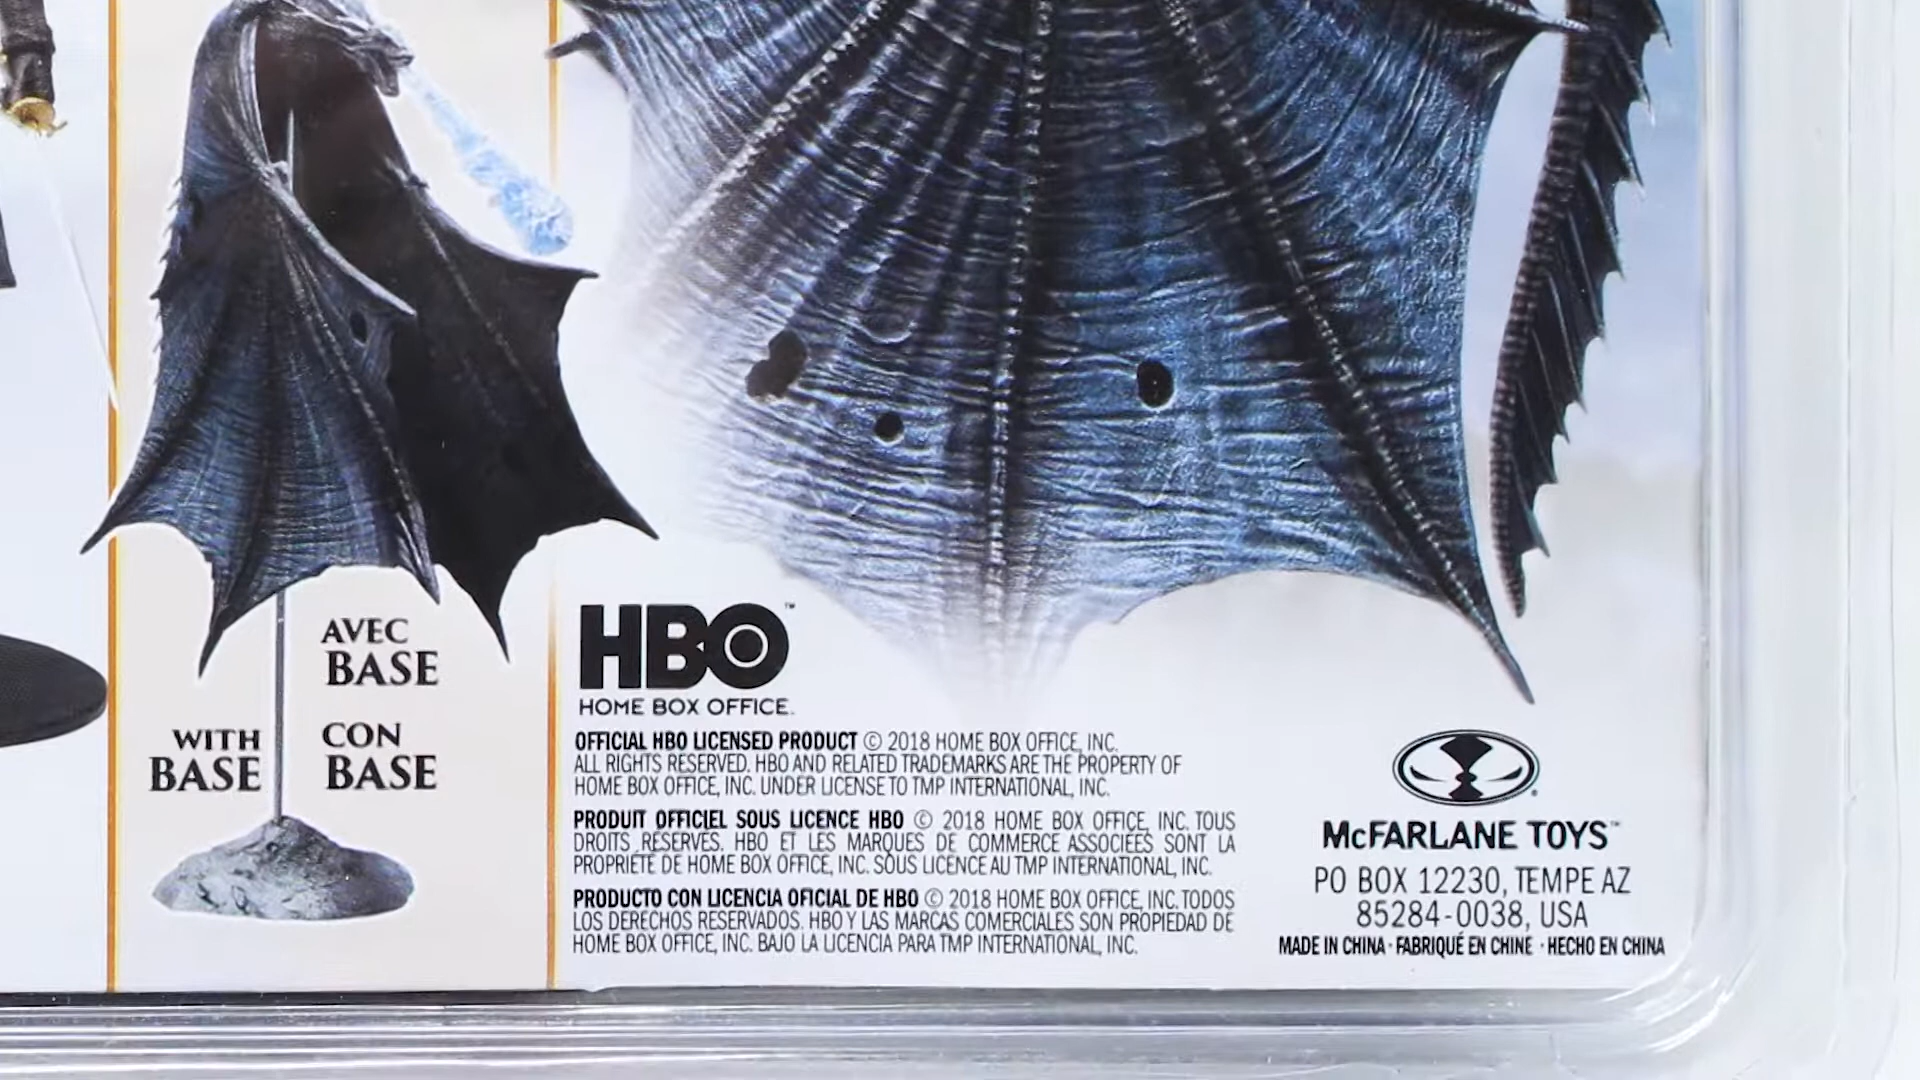 AVEC
BASE
WITH
BASE
CON
BASE
HBO™
HOME BOX OFFICE.
OFFICIAL HBO LICENSED PRODUCT © 2018 HOME BOX OFFICE, INC.
ALL RIGHTS RESERVED. HBO AND RELATED TRADEMARKS ARE THE PROPERTY OF
HOME BOX OFFICE, INC. UNDER LICENSE TO TMP INTERNATIONAL, INC.
PRODUIT OFFICIEL SOUS LICENCE HBO © 2018 HOME BOX OFFICE, INC. TOUS
DROITS RÉSERVÉS. HBO ET LES MARQUES DE COMMERCE ASSOCIÉES SONT LA
PROPRIÉTÉ DE HOME BOX OFFICE, INC. SOUS LICENCE AU TMP INTERNATIONAL, INC.
PRODUCTO CON LICENCIA OFICIAL DE HBO © 2018 HOME BOX OFFICE, INC. TODOS
LOS DERECHOS RESERVADOS. HBO Y LAS MARCAS COMERCIALES SON PROPIEDAD DE
HOME BOX OFFICE, INC. BAJO LA LICENCIA PARA TMP INTERNATIONAL, INC.
McFARLANE TOYS™
PO BOX 12230, TEMPE AZ
85284-0038, USA
MADE IN CHINA · FABRIQUÉ EN CHINE · HECHO EN CHINA